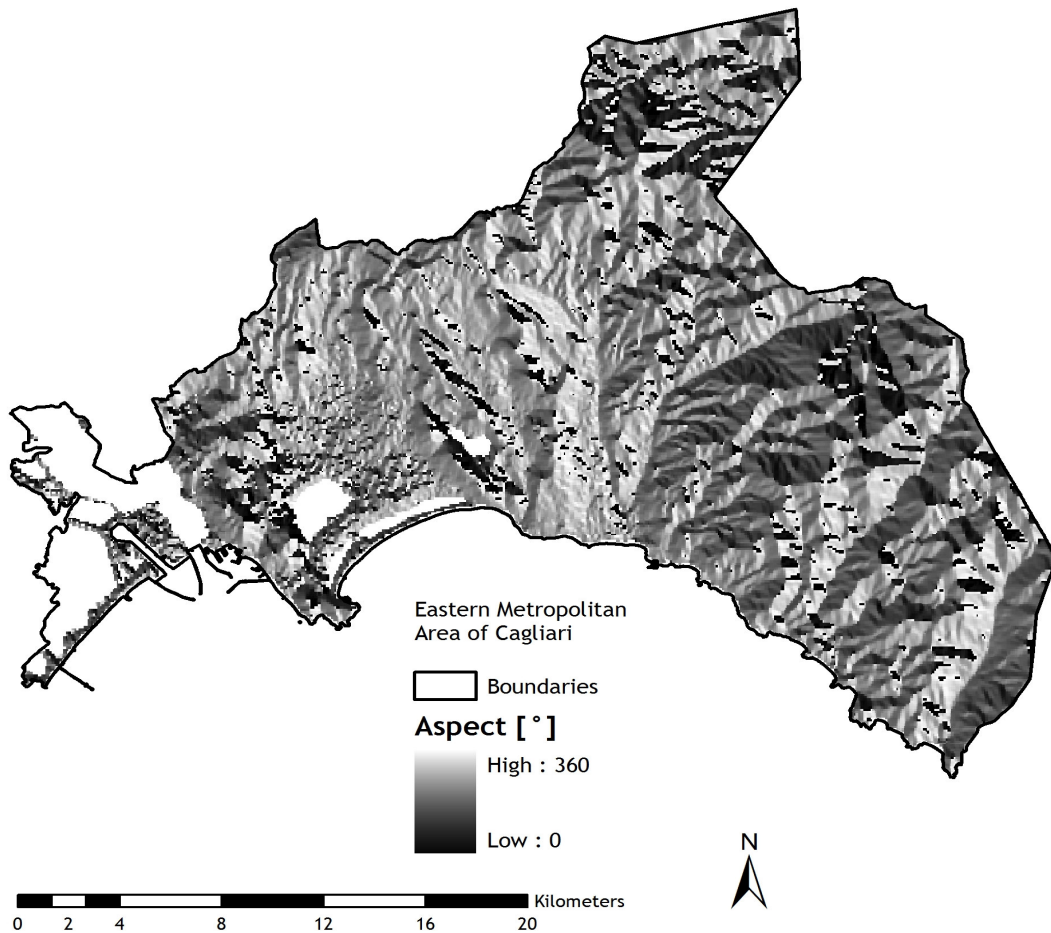 Eastern Metropolitan
Area of Cagliari
Boundaries
Aspect [°]
High : 360
Low : 0
N
Kilometers
0 2 4 8 12 16 20